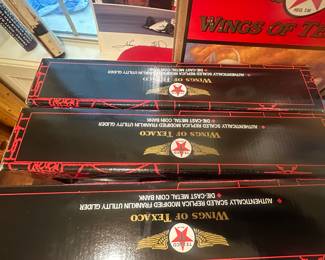 WINGS OF TE
WINGS OF TEXACO
DIE-CAST METAL COIN BANK
AUTHENTICALLY SCALED REPLICA MODIFIED FRANKLIN UTILITY GLIDER
WINGS OF TEXACO
DIE-CAST METAL COIN BANK
AUTHENTICALLY SCALED REPLICA MODIFIED FRANKLIN UTILITY GLIDER
TEXACO
WINGS OF TEXACO
DIE-CAST METAL COIN BANK
AUTHENTICALLY SCALED REPLICA MODIFIED FRANKLIN UTILITY GLIDER